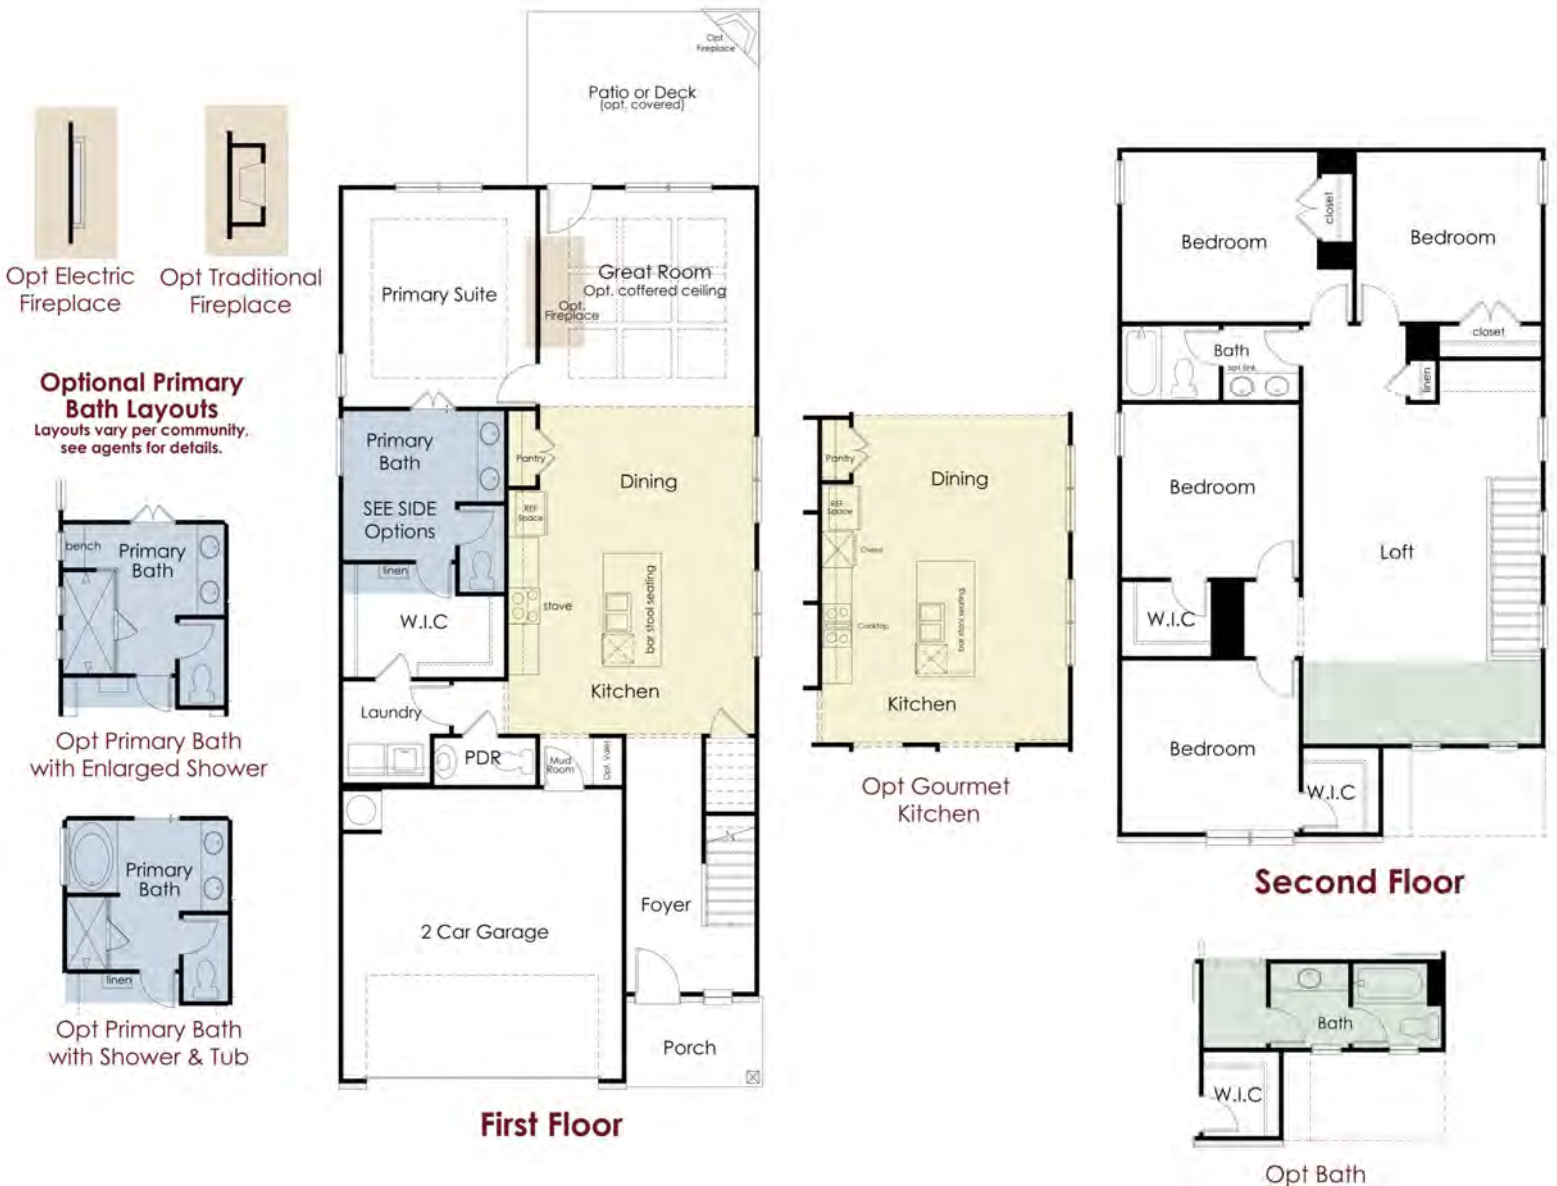 Opt
Fireplace
Patio or Deck
(opt. covered)
Opt Electric
Fireplace
Opt Traditional
Fireplace
Optional Primary
Bath Layouts
Layouts vary per community,
see agents for details.
bench
Primary
Bath
Opt Primary Bath
with Enlarged Shower
Primary
Bath
linen
Opt Primary Bath
with Shower & Tub
Primary Suite
Great Room
Opt. coffered ceiling
Opt.
Fireplace
Primary
Bath
SEE SIDE
Options
Pantry
Dining
REF
Space
linen
W.I.C
stove
bar stool seating
Kitchen
Laundry
PDR
Mud
Room
Opt. Valet
2 Car Garage
Foyer
Porch
First Floor
Pantry
Dining
REF
Space
Ovens
Cooktop
bar stool seating
Kitchen
Opt Gourmet
Kitchen
Bedroom
closet
Bedroom
closet
Bath
opt. sink
linen
Bedroom
Loft
W.I.C
Bedroom
W.I.C
Second Floor
Bath
W.I.C
Opt Bath